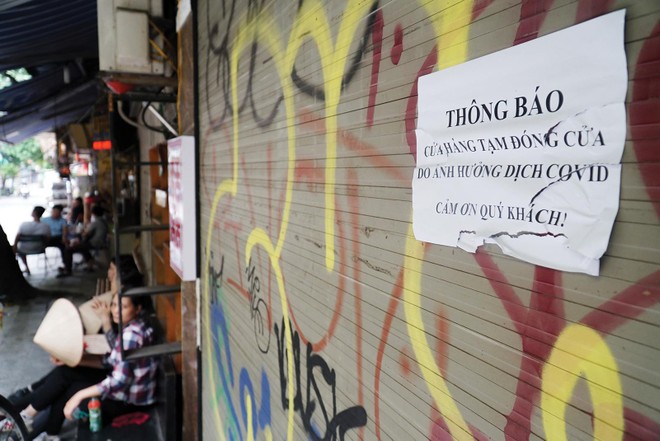 THÔNG BÁO
CỬA HÀNG TẠM ĐÓNG CỬA
DO ẢNH HƯỞNG DỊCH COVID
CẢM ƠN QUÝ KHÁCH!